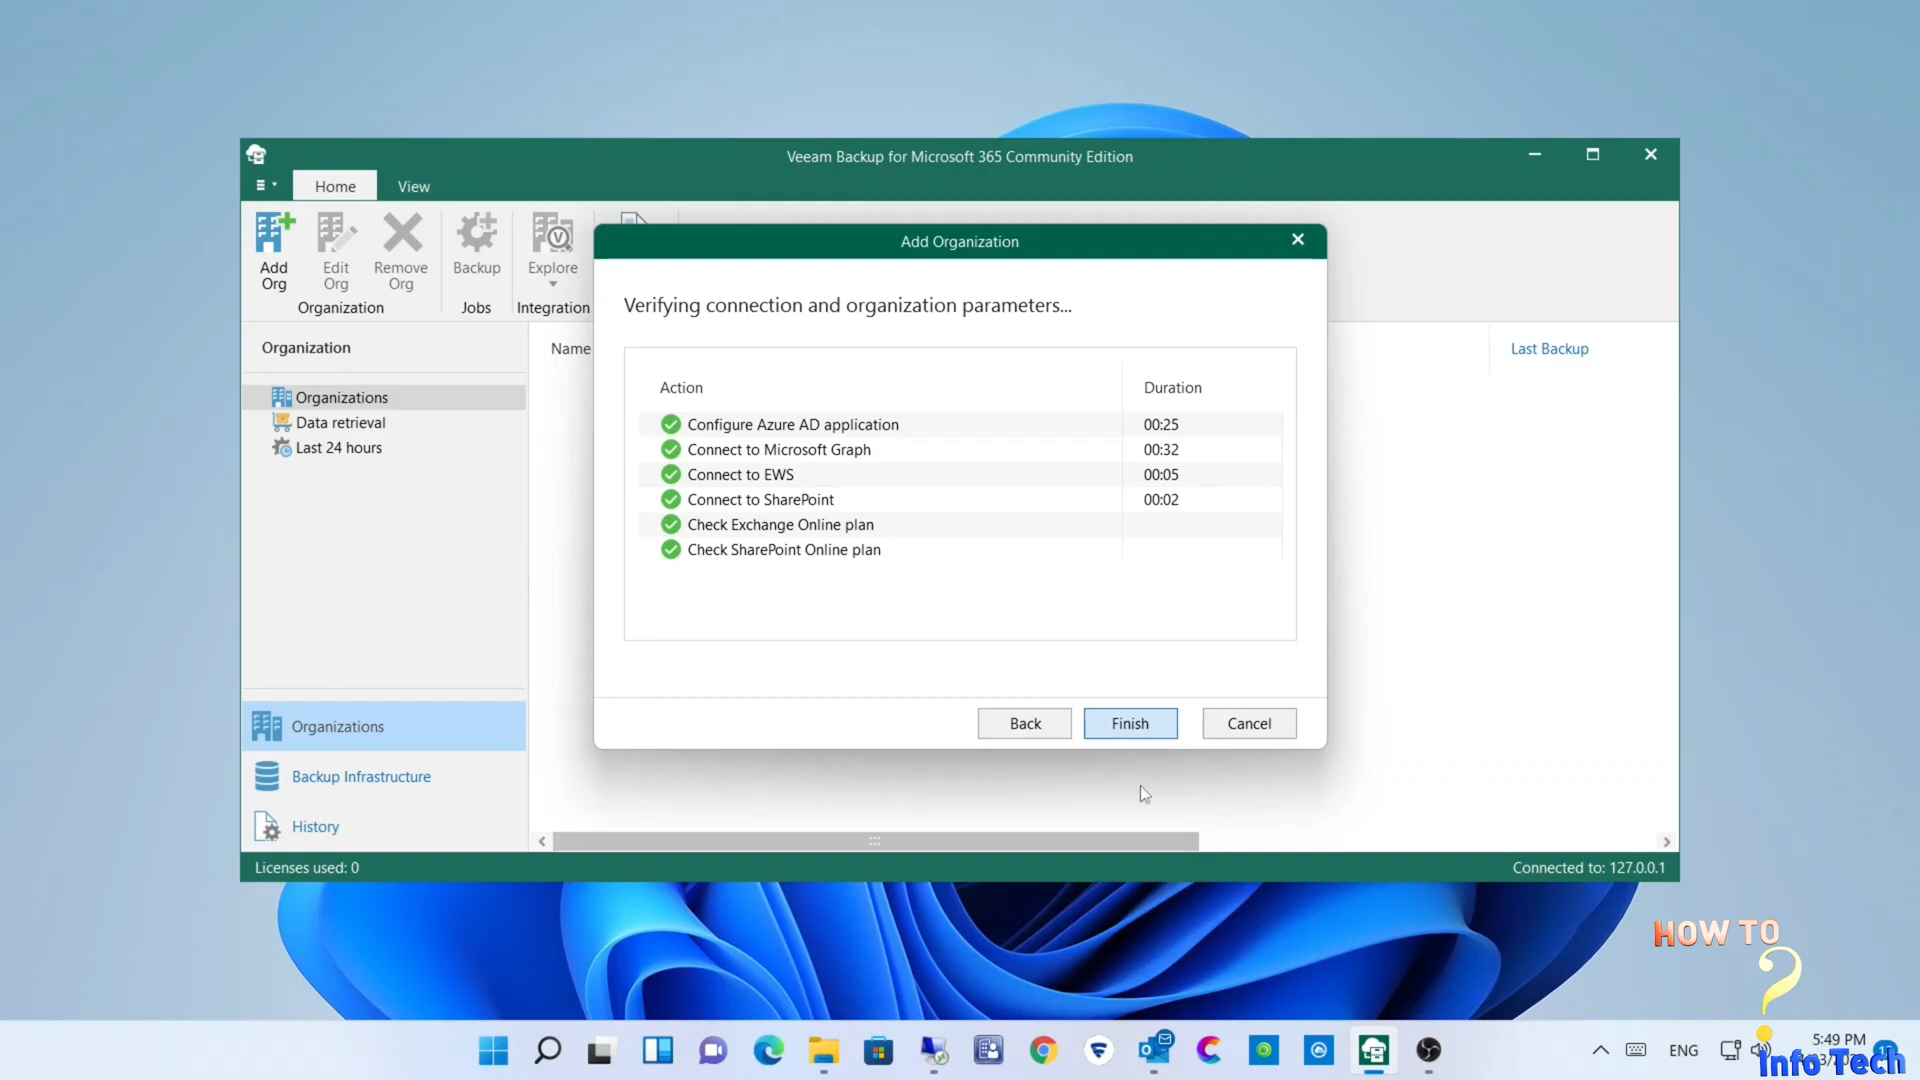 Veeam Backup for Microsoft 365 Community Edition
Home
View
Add
Org
Edit
Org
Remove
Org
Organization
Backup
Jobs
Explore
Integration
Organization
Organizations
Data retrieval
Last 24 hours
Name
Last Backup
Add Organization
Verifying connection and organization parameters...
Action Duration
Configure Azure AD application 00:25
Connect to Microsoft Graph 00:32
Connect to EWS 00:05
Connect to SharePoint 00:02
Check Exchange Online plan
Check SharePoint Online plan
Back
Finish
Cancel
Organizations
Backup Infrastructure
History
Licenses used: 0
Connected to: 127.0.0.1
HOW TO
?
info Tech
ENG
5:49 PM